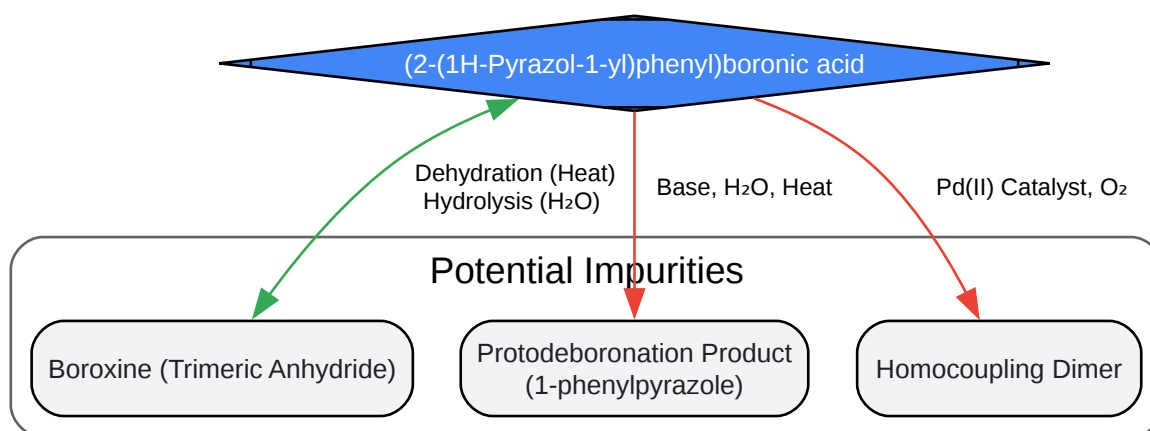 (2-(1H-Pyrazol-1-yl)phenyl)boronic acid
Dehydration (Heat)
Hydrolysis (H₂O)
Base, H₂O, Heat
Pd(II) Catalyst, O₂
Potential Impurities
Boroxine (Trimeric Anhydride)
Protodeboronation Product
(1-phenylpyrazole)
Homocoupling Dimer